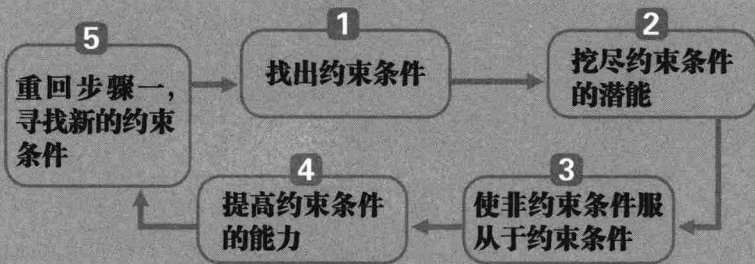 1
找出约束条件
2
挖尽约束条件
的潜能
3
使非约束条件服
从于约束条件
4
提高约束条件
的能力
5
重回步骤一，
寻找新的约束
条件